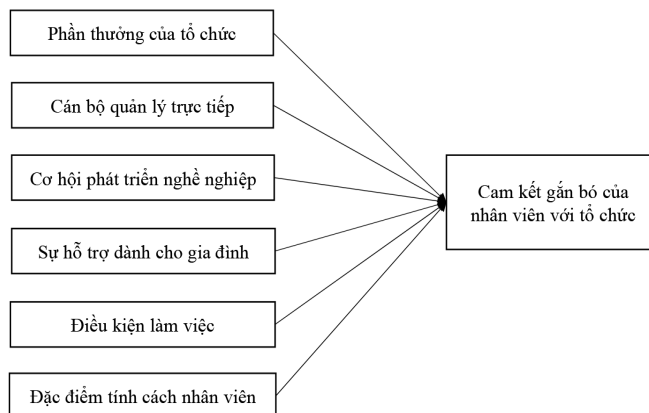 Phần thưởng của tổ chức
Cán bộ quản lý trực tiếp
Cơ hội phát triển nghề nghiệp
Sự hỗ trợ dành cho gia đình
Điều kiện làm việc
Đặc điểm tính cách nhân viên
Cam kết gắn bó của
nhân viên với tổ chức